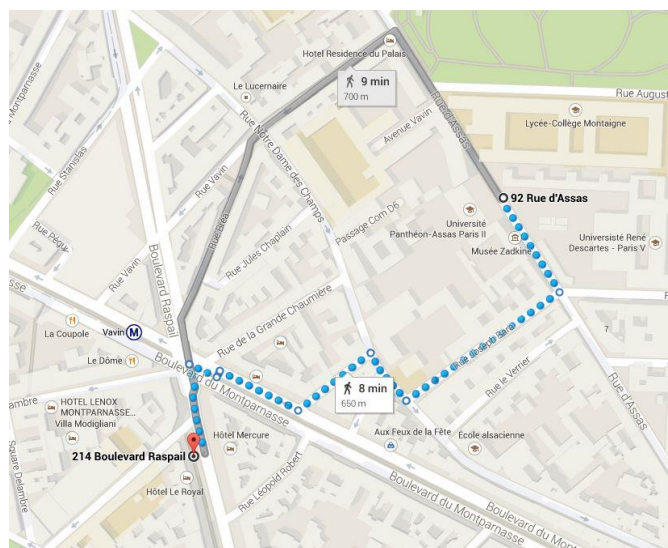 Hotel Residence du Palais
9 min
700 m
Le Lucernaire
Rue Stanislas
Rue Notre Dame des Champs
Rue d'Assas
Rue August
Lycée-Collège Montaigne
Avenue Vavin
Rue Vavin
92 Rue d'Assas
Rue Bréa
Passage Com D6
Université
Panthéon-Assas Paris II
Musée Zadkine
Universisté René
Descartes - Paris V
Rue Péguy
Rue Vavin
Rue Jules Chaplain
Boulevard Raspail
La Coupole
Vavin
M
Rue de la Grande Chaumière
Le Dôme
Boulevard du Montparnasse
Rue le Verrier
7
8 min
650 m
Rue d'Assas
HOTEL LENOX
MONTPARNASSE...
Villa Modigliani
Hôtel Mercure
Aux Feux de la Fête
École alsacienne
214 Boulevard Raspail
Hôtel Le Royal
Rue Léopold Robert
Square Delambre
Boulevard du Montparnasse